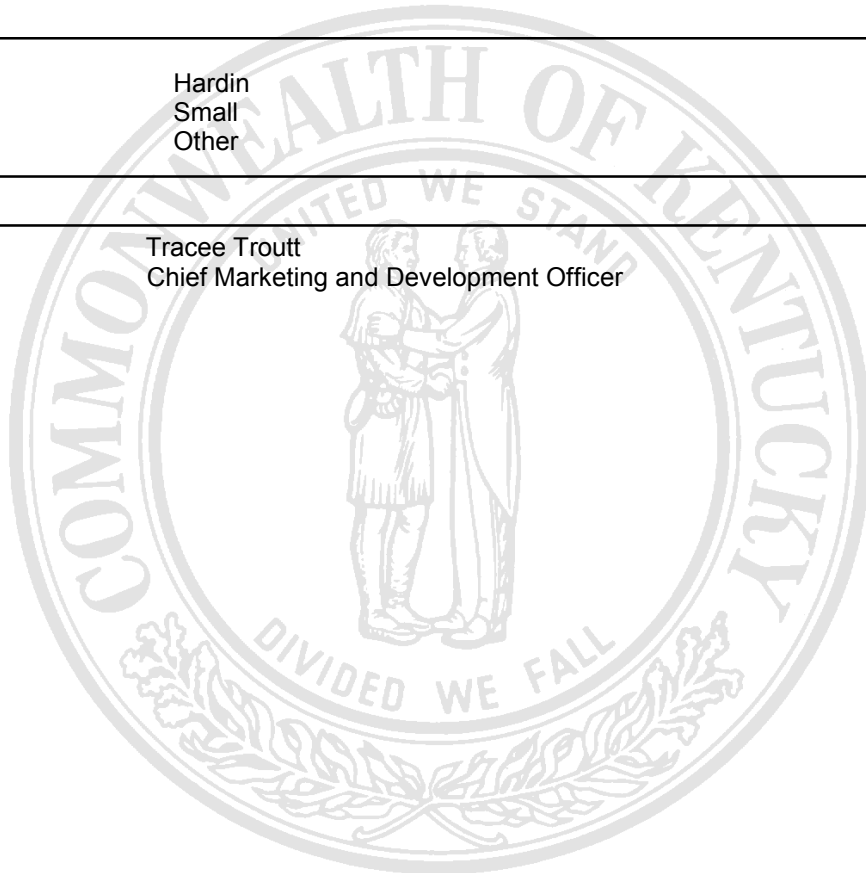 Hardin
Small
Other
Tracee Troutt
Chief Marketing and Development Officer
COMMONWEALTH OF KENTUCKY
UNITED WE STAND
DIVIDED WE FALL